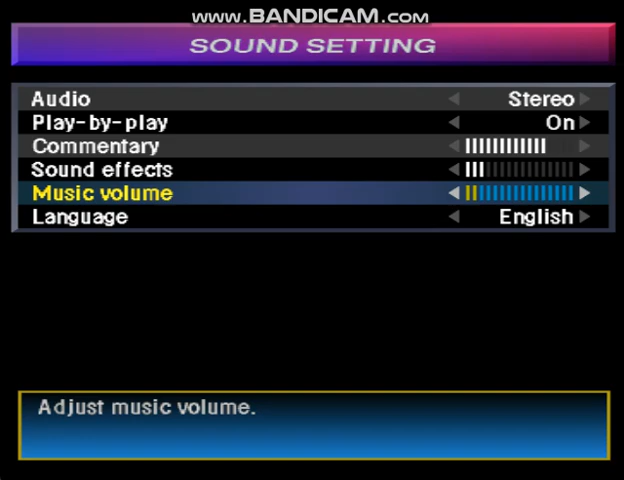 www.BANDICAM.com
SOUND SETTING
Audio Stereo
Play-by-play On
Commentary
Sound effects
Music volume
Language English
Adjust music volume.